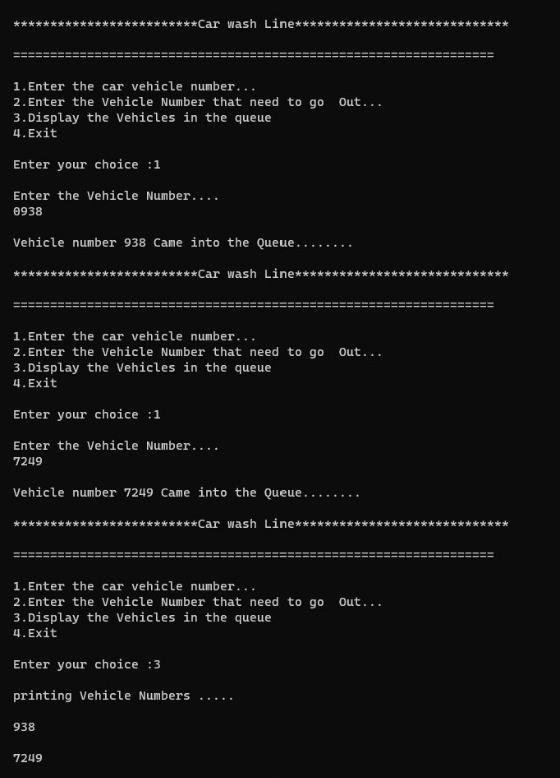 *************************Car wash Line*****************************
=================================================================
1.Enter the car vehicle number...
2.Enter the Vehicle Number that need to go  Out...
3.Display the Vehicles in the queue
4.Exit
Enter your choice :1
Enter the Vehicle Number....
0938
Vehicle number 938 Came into the Queue........
*************************Car wash Line*****************************
=================================================================
1.Enter the car vehicle number...
2.Enter the Vehicle Number that need to go  Out...
3.Display the Vehicles in the queue
4.Exit
Enter your choice :1
Enter the Vehicle Number....
7249
Vehicle number 7249 Came into the Queue........
*************************Car wash Line*****************************
=================================================================
1.Enter the car vehicle number...
2.Enter the Vehicle Number that need to go  Out...
3.Display the Vehicles in the queue
4.Exit
Enter your choice :3
printing Vehicle Numbers .....
938
7249